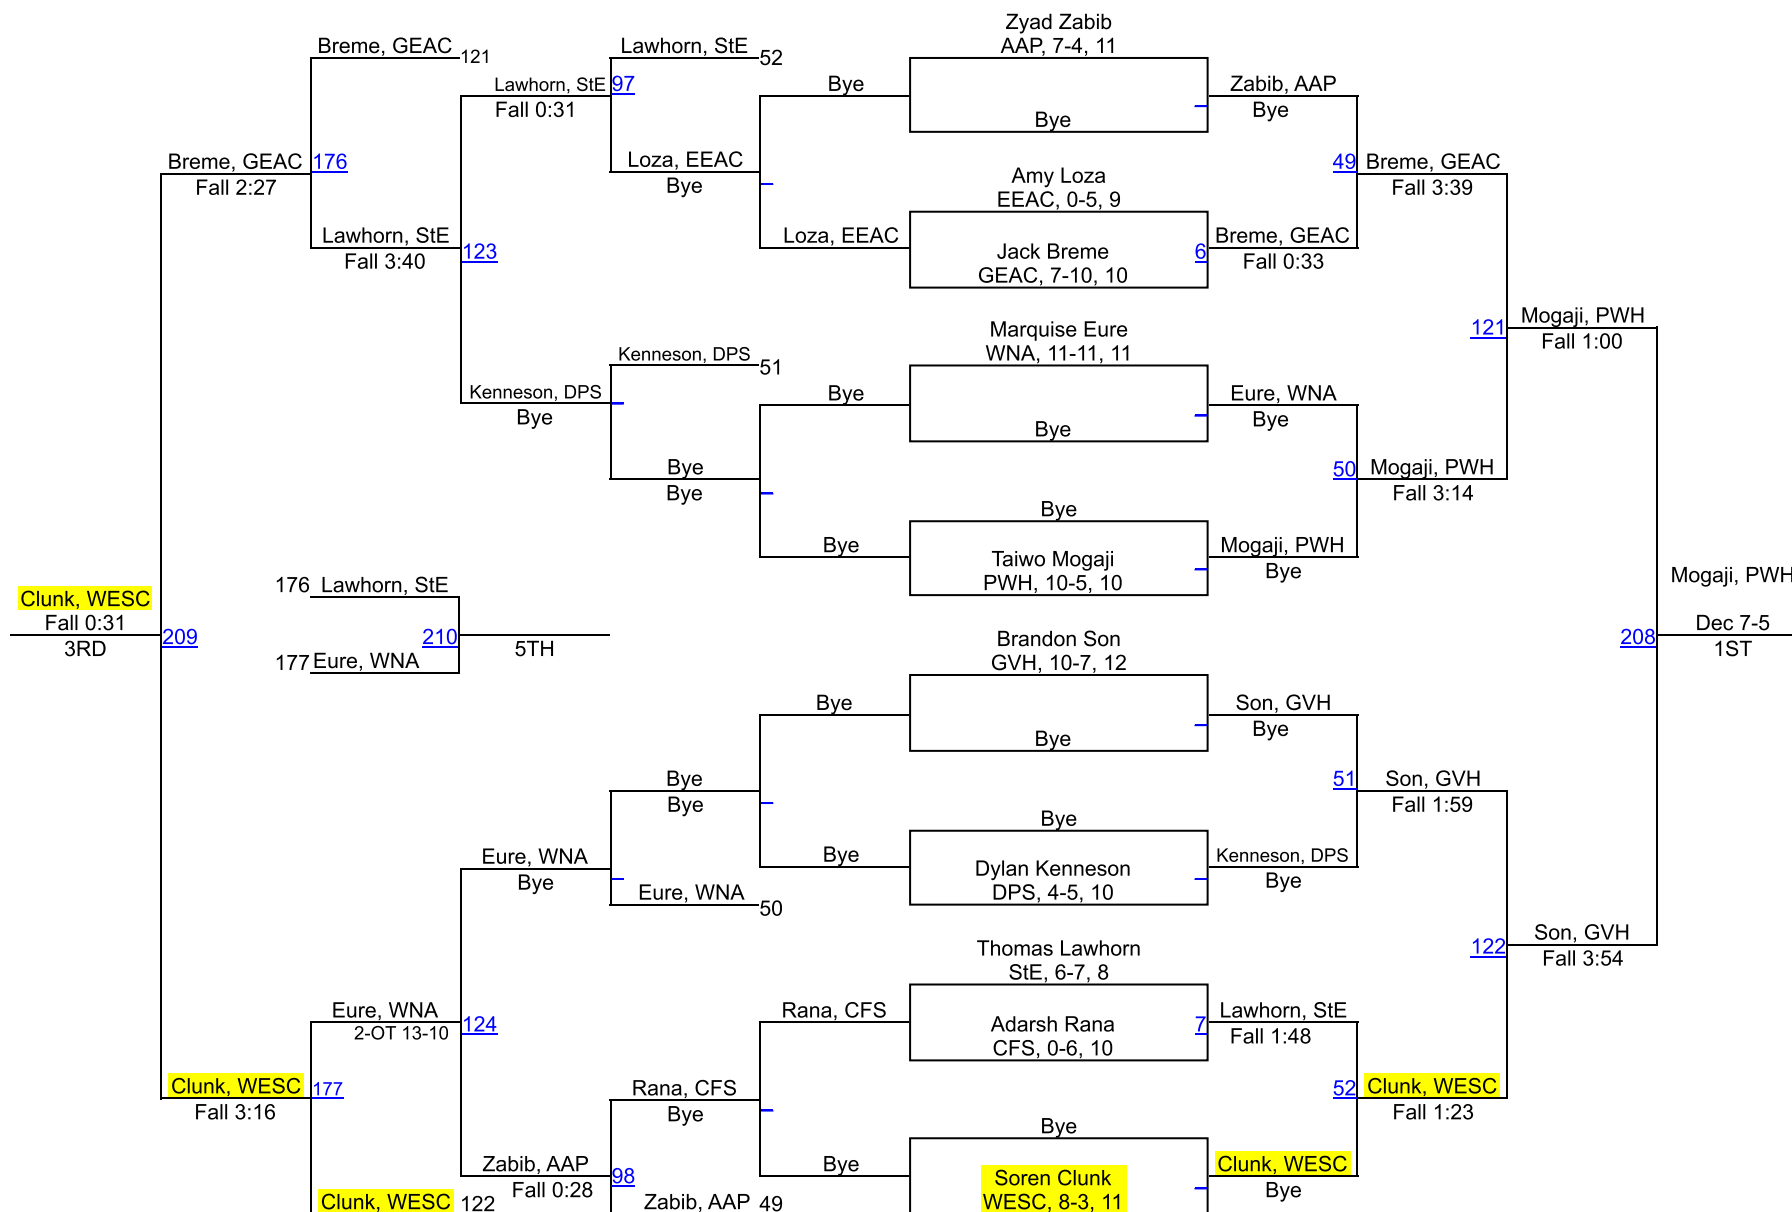 Zyad Zabib
AAP, 7-4, 11
Breme, GEAC
121
Lawhorn, StE
52
Lawhorn, StE
97
Fall 0:31
Bye
Bye
Zabib, AAP
Bye
Breme, GEAC
176
Fall 2:27
Loza, EEAC
Bye
49
Breme, GEAC
Fall 3:39
Amy Loza
EEAC, 0-5, 9
Lawhorn, StE
Fall 3:40
123
Loza, EEAC
Jack Breme
GEAC, 7-10, 10
6
Breme, GEAC
Fall 0:33
Marquise Eure
WNA, 11-11, 11
121
Mogaji, PWH
Fall 1:00
Kenneson, DPS
51
Kenneson, DPS
Bye
Bye
Bye
Eure, WNA
Bye
Bye
Bye
50
Mogaji, PWH
Fall 3:14
Bye
Bye
Taiwo Mogaji
PWH, 10-5, 10
Mogaji, PWH
Bye
176 Lawhorn, StE
Mogaji, PWH
Clunk, WESC
Fall 0:31
3RD
209
210
5TH
177 Eure, WNA
208
Dec 7-5
1ST
Brandon Son
GVH, 10-7, 12
Bye
Bye
Son, GVH
Bye
Bye
Bye
51
Son, GVH
Fall 1:59
Bye
Bye
Dylan Kenneson
DPS, 4-5, 10
Kenneson, DPS
Bye
Eure, WNA
Bye
Eure, WNA
50
122
Son, GVH
Fall 3:54
Thomas Lawhorn
StE, 6-7, 8
Eure, WNA
2-OT 13-10
124
Rana, CFS
Adarsh Rana
CFS, 0-6, 10
7
Lawhorn, StE
Fall 1:48
Clunk, WESC
177
Fall 3:16
Rana, CFS
Bye
52
Clunk, WESC
Fall 1:23
Bye
Zabib, AAP
Fall 0:28
98
Bye
Soren Clunk
WESC, 8-3, 11
Clunk, WESC
Bye
Clunk, WESC 122
Zabib, AAP 49